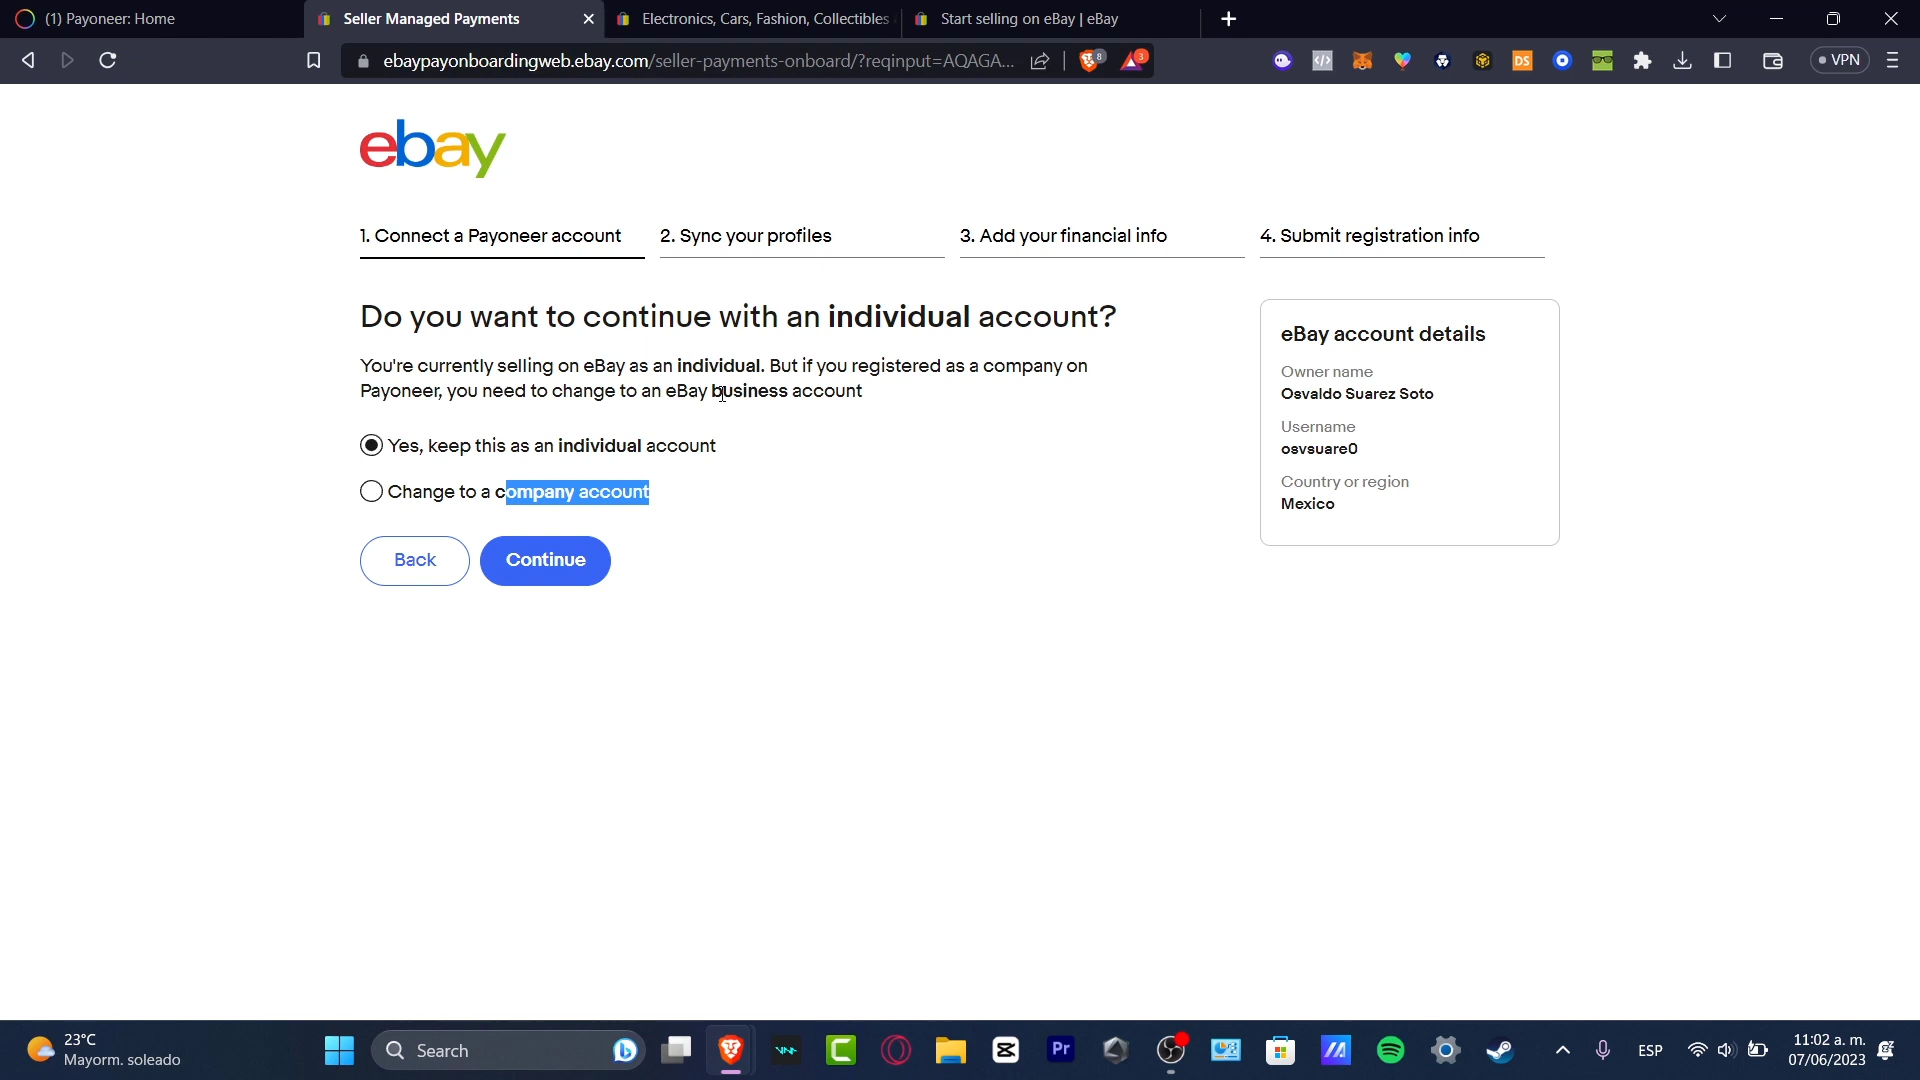 (1) Payoneer: Home
Seller Managed Payments
Electronics, Cars, Fashion, Collectibles
Start selling on eBay | eBay
ebaypayonboardingweb.ebay.com/seller-payments-onboard/?reqinput=AQAGA...
8
3
DS
VPN
ebay
1. Connect a Payoneer account
2. Sync your profiles
3. Add your financial info
4. Submit registration info
Do you want to continue with an individual account?
You're currently selling on eBay as an individual. But if you registered as a company on
Payoneer, you need to change to an eBay business account
Yes, keep this as an individual account
Change to a company account
Back
Continue
eBay account details
Owner name
Osvaldo Suarez Soto
Username
osvsuare0
Country or region
Mexico
23°C
Mayorm. soleado
Search
Pr
ESP
11:02 a. m.
07/06/2023